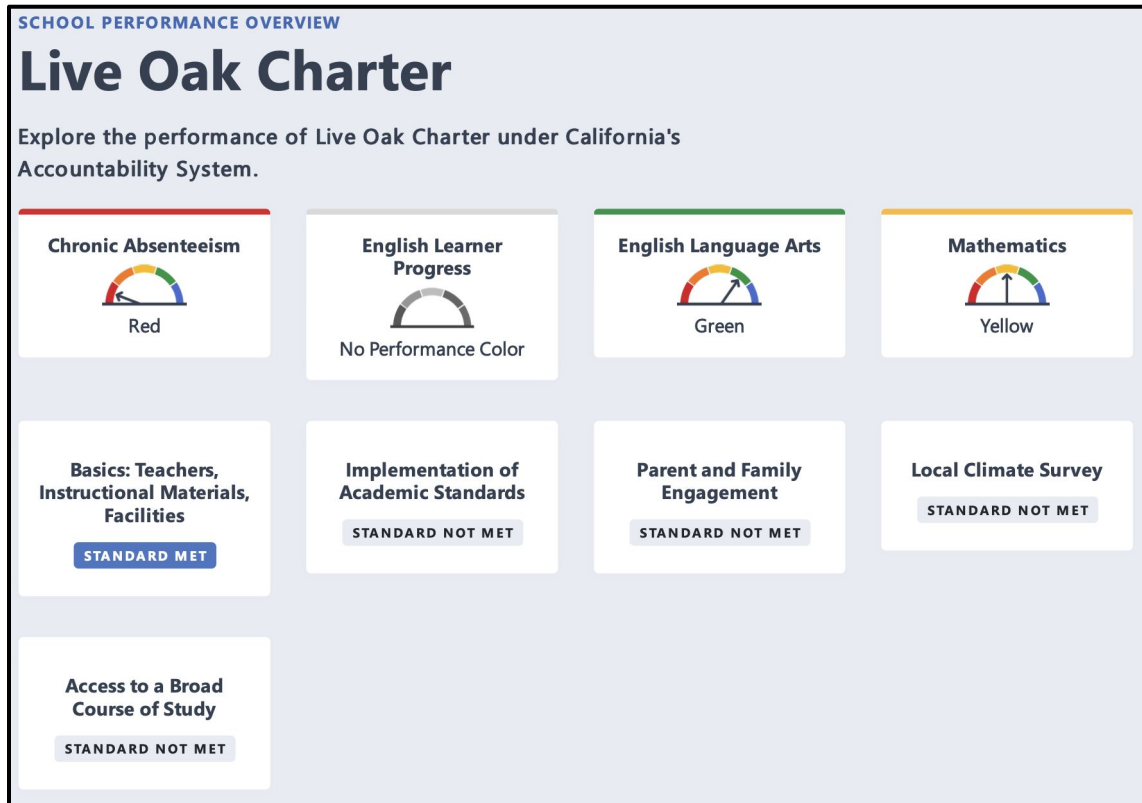 SCHOOL PERFORMANCE OVERVIEW
Live Oak Charter
Explore the performance of Live Oak Charter under California's
Accountability System.
Chronic Absenteeism
Red
English Learner
Progress
No Performance Color
English Language Arts
Green
Mathematics
Yellow
Basics: Teachers,
Instructional Materials,
Facilities
STANDARD MET
Implementation of
Academic Standards
STANDARD NOT MET
Parent and Family
Engagement
STANDARD NOT MET
Local Climate Survey
STANDARD NOT MET
Access to a Broad
Course of Study
STANDARD NOT MET